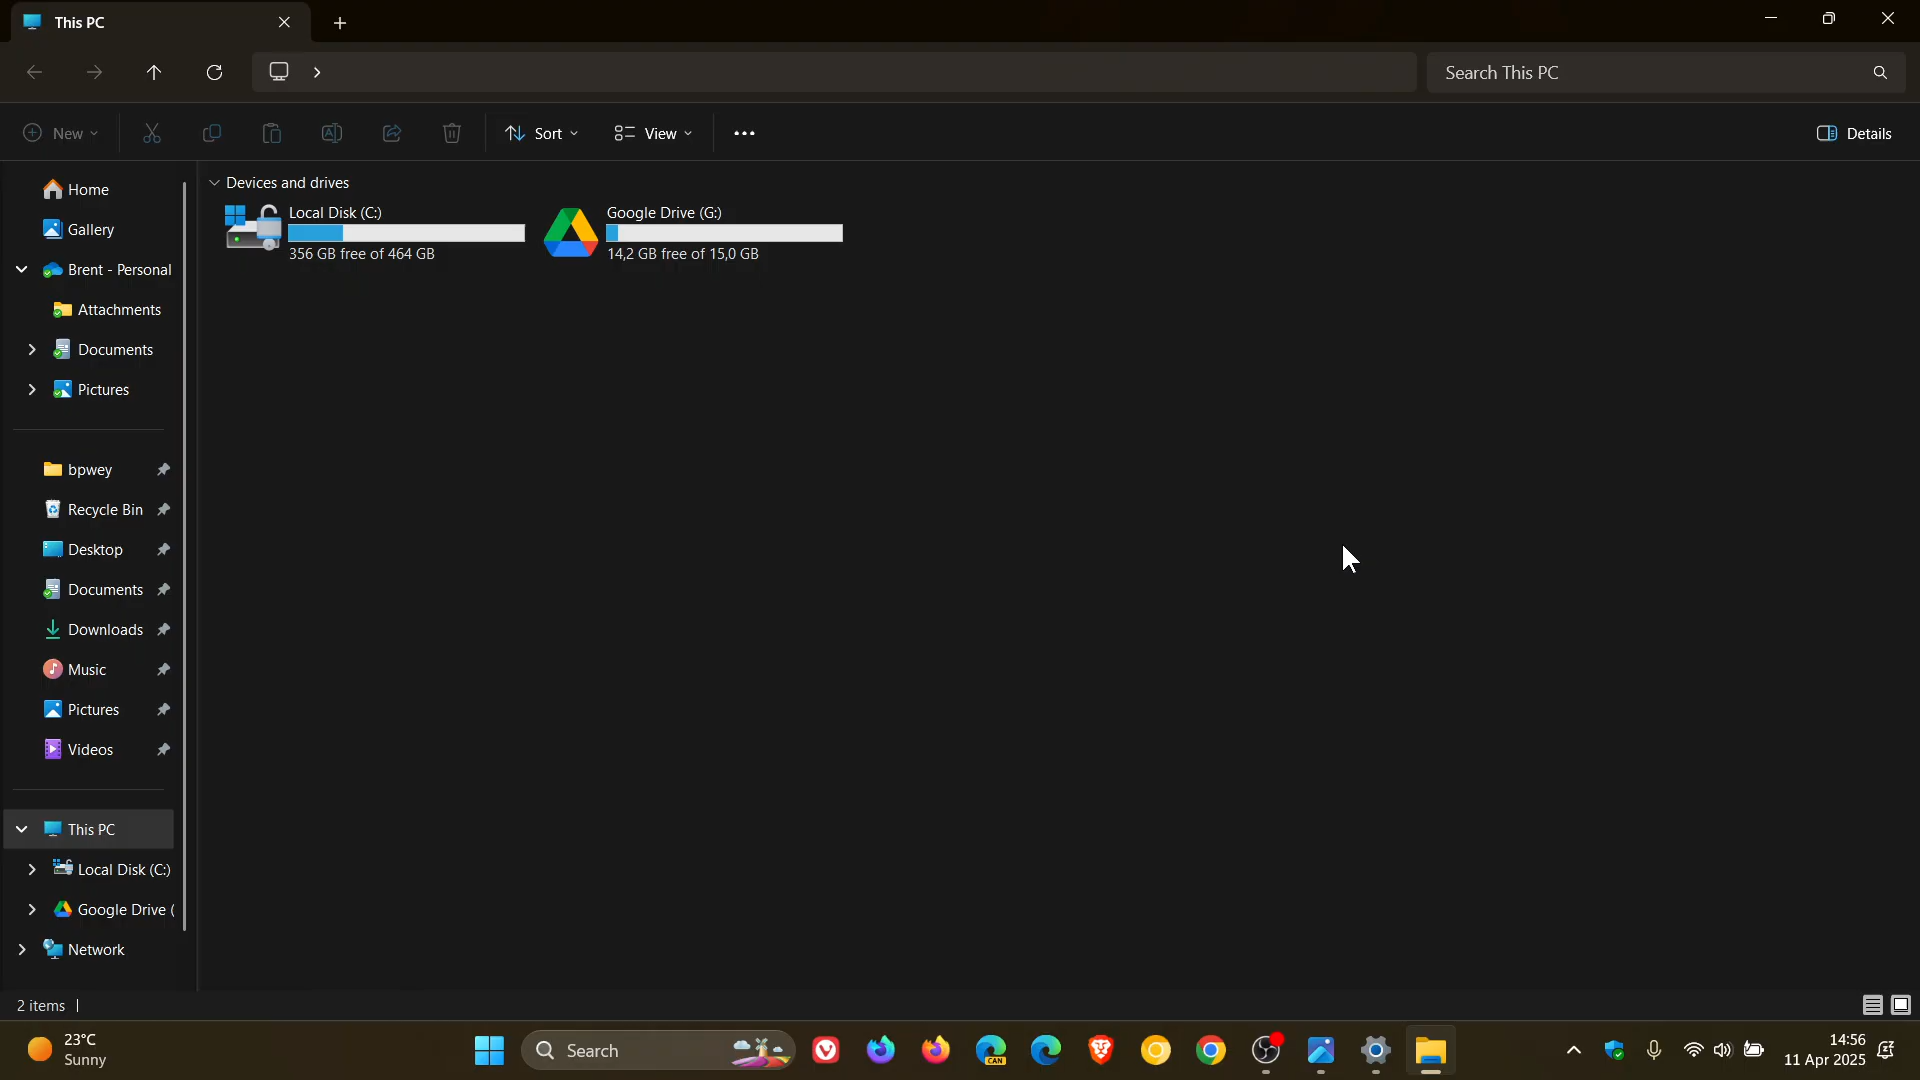 This PC
Search This PC
New
Sort
View
Details
Home
Gallery
Brent - Personal
Attachments
Documents
Pictures
bpwey
Recycle Bin
Desktop
Documents
Downloads
Music
Pictures
Videos
This PC
Local Disk (C:)
Google Drive (
Network
Devices and drives
Local Disk (C:)
356 GB free of 464 GB
Google Drive (G:)
14,2 GB free of 15,0 GB
2 items
23°C
Sunny
Search
CAN
14:56
11 Apr 2025